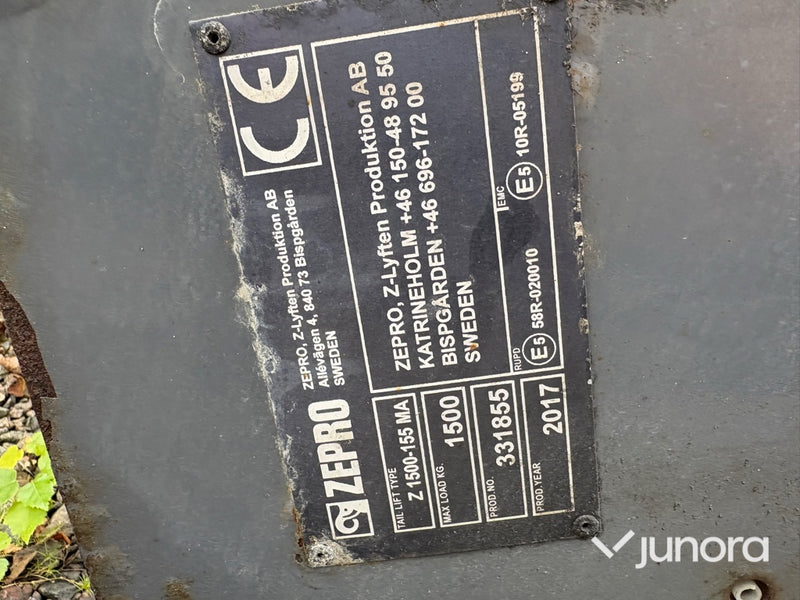 ZEPRO
ZEPRO, Z-Lyften Produktion AB
Allévägen 4, 840 73 Bispgården
SWEDEN
CE
TAIL LIFT TYPE
Z 1500-155 MA
MAX LOAD KG.
1500
PROD.NO.
331855
PROD.YEAR
2017
ZEPRO, Z-Lyften Produktion AB
KATRINEHOLM +46 150-48 95 50
BISPGÅRDEN +46 696-172 00
SWEDEN
RUPD
E5 58R-020010
EMC
E5 10R-05199
junora